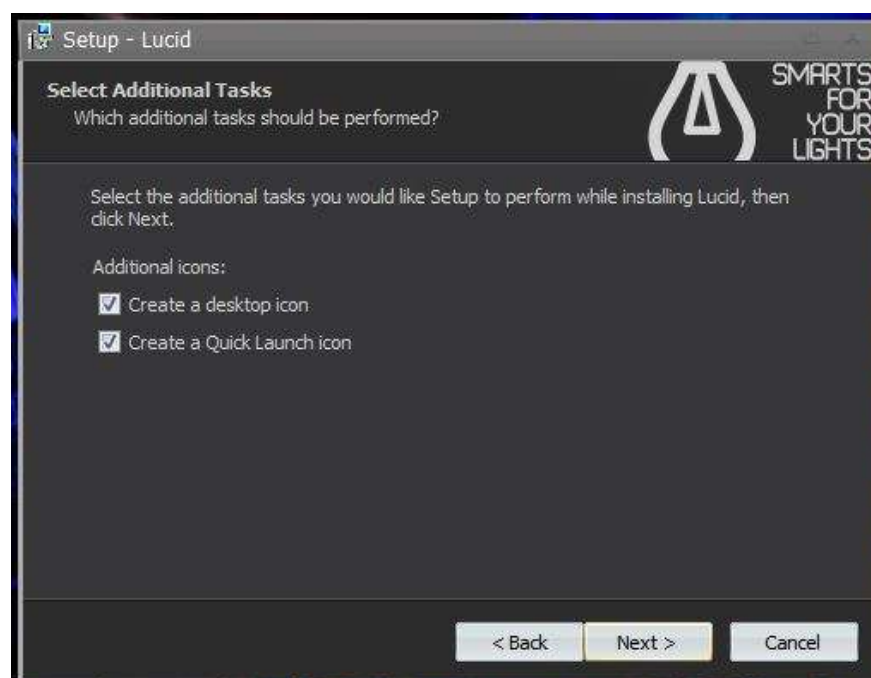 Setup - Lucid
Select Additional Tasks
Which additional tasks should be performed?
SMARTS
FOR
YOUR
LIGHTS
Select the additional tasks you would like Setup to perform while installing Lucid, then
click Next.
Additional icons:
Create a desktop icon
Create a Quick Launch icon
< Back
Next >
Cancel